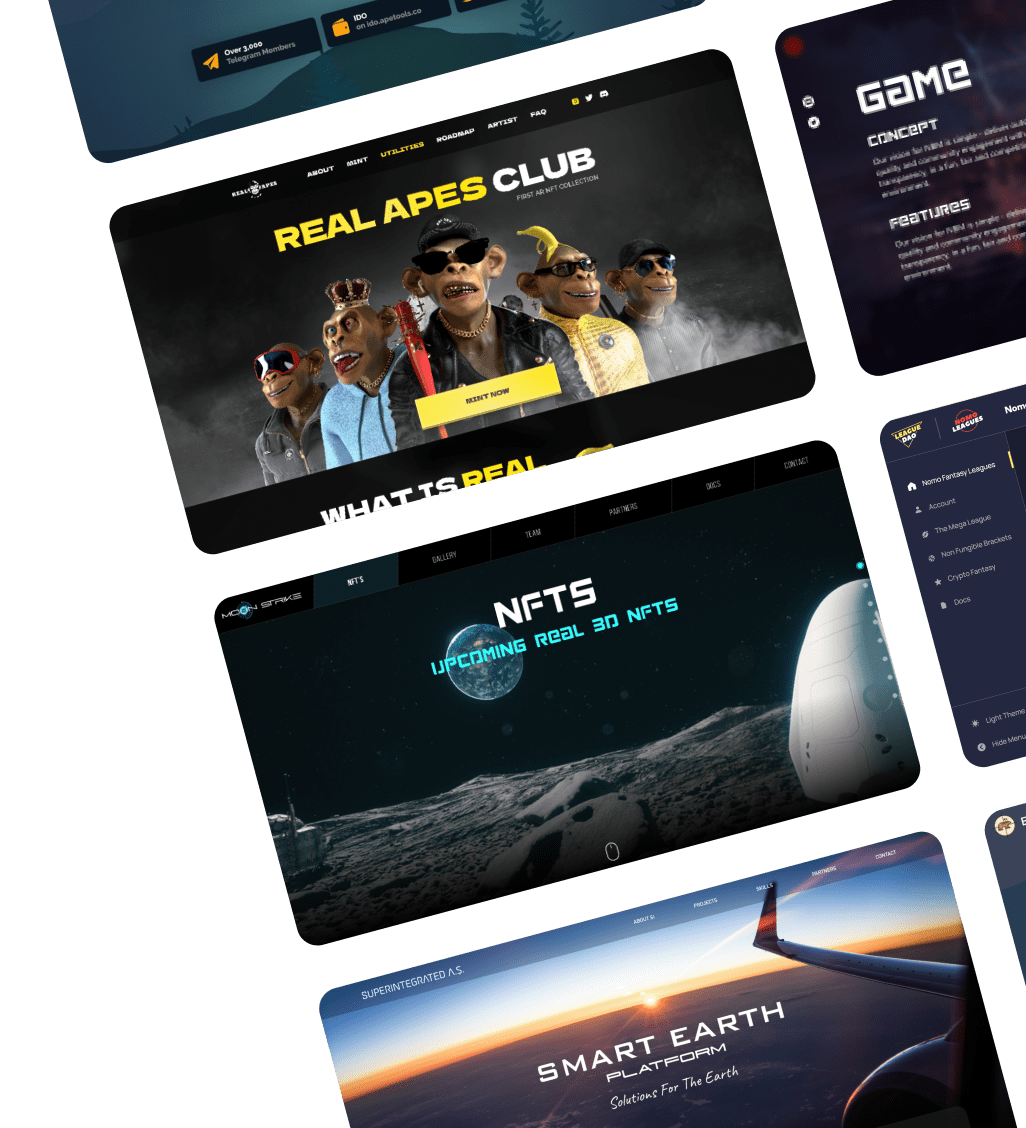 Over 3,000
Telegram Members
IDO
on ido.apetools.co
REAL APES
ABOUT
MINT
UTILITIES
ROADMAP
ARTIST
FAQ
REAL APES CLUB
FIRST AR NFT COLLECTION
MINT NOW
WHAT IS REAL
GAME
CONCEPT
Our vision for NBM is simple - deliver
quality and community engagement with
transparency, in a fun, fair and
environment.
FEATURES
Our vision for NBM is simple - deliver
quality and community engagement
transparency, in a fun, fair and
environment.
MOON STRIKE
NFT'S
GALLERY
TEAM
PARTNERS
DOCS
CONTACT
NFTS
UPCOMING REAL 3D NFTS
LEAGUE
DAO
NOMO
LEAGUES
Nomo Fantasy Leagues
Account
The Mega League
Non Fungible Brackets
Crypto Fantasy
Docs
Light Theme
Hide Menu
SUPERINTEGRATED A.S.
ABOUT SI
PROJECTS
SKILLS
PARTNERS
CONTACT
SMART EARTH
PLATFORM
Solutions For The Earth